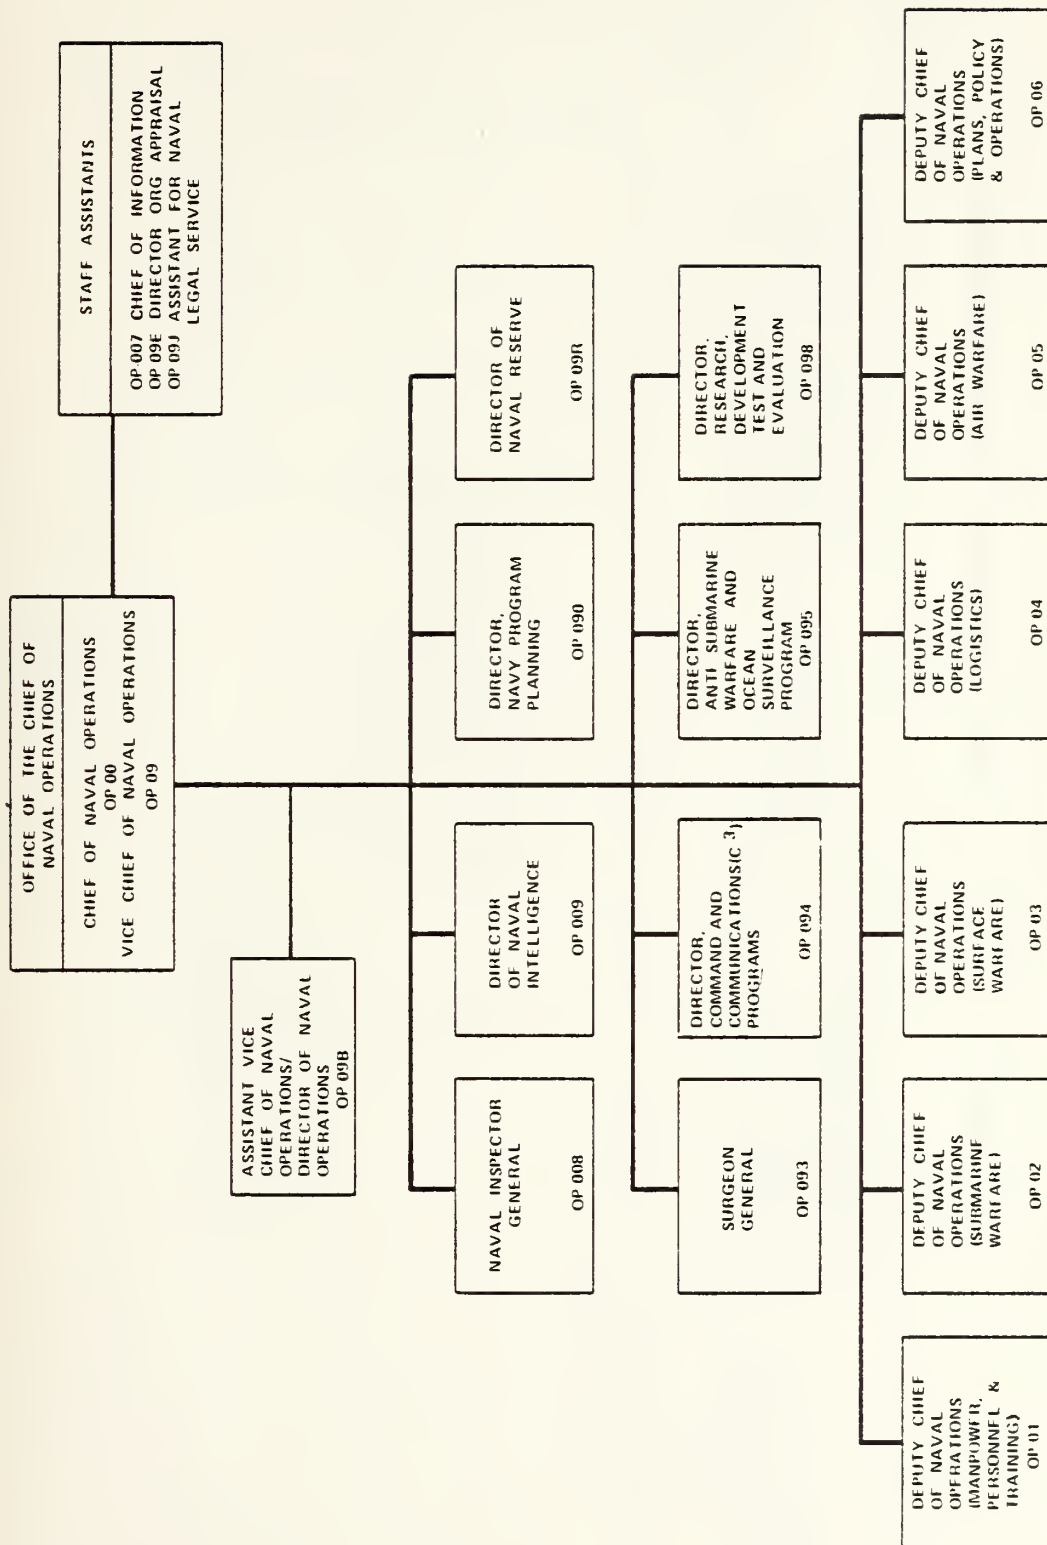 OFFICE OF THE CHIEF OF
NAVAL OPERATIONS
CHIEF OF NAVAL OPERATIONS
OP 00
VICE CHIEF OF NAVAL OPERATIONS
OP 09
STAFF ASSISTANTS
OP 007 CHIEF OF INFORMATION
OP 09E DIRECTOR ORG APPRAISAL
OP 09J ASSISTANT FOR NAVAL
LEGAL SERVICE
ASSISTANT VICE
CHIEF OF NAVAL
OPERATIONS/
DIRECTOR OF NAVAL
OPERATIONS
OP 09B
NAVAL INSPECTOR
GENERAL
OP 008
DIRECTOR
OF NAVAL
INTELLIGENCE
OP 009
DIRECTOR,
NAVY PROGRAM
PLANNING
OP 090
DIRECTOR OF
NAVAL RESERVE
OP 09R
SURGEON
GENERAL
OP 093
DIRECTOR,
COMMAND AND
COMMUNICATIONS(C 3)
PROGRAMS
OP 094
DIRECTOR,
ANTI SUBMARINE
WARFARE AND
OCEAN
SURVEILLANCE
PROGRAM
OP 095
DIRECTOR,
RESEARCH,
DEVELOPMENT
TEST AND
EVALUATION
OP 098
DEPUTY CHIEF
OF NAVAL
OPERATIONS
(MANPOWER,
PERSONNEL &
TRAINING)
OP 01
DEPUTY CHIEF
OF NAVAL
OPERATIONS
(SUBMARINE
WARFARE)
OP 02
DEPUTY CHIEF
OF NAVAL
OPERATIONS
(SURFACE
WARFARE)
OP 03
DEPUTY CHIEF
OF NAVAL
OPERATIONS
(LOGISTICS)
OP 04
DEPUTY CHIEF
OF NAVAL
OPERATIONS
(AIR WARFARE)
OP 05
DEPUTY CHIEF
OF NAVAL
OPERATIONS
(PLANS, POLICY
& OPERATIONS)
OP 06